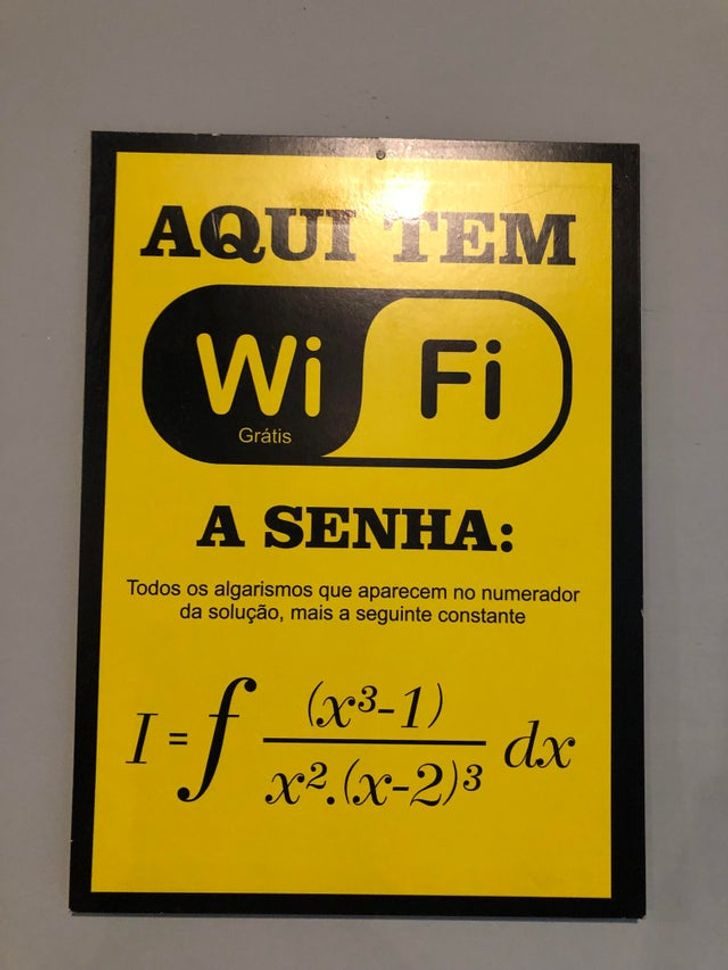 AQUI TEM
Wi Fi
Grátis
A SENHA:
Todos os algarismos que aparecem no numerador
da solução, mais a seguinte constante
I = ∫ (x³-1) / x².(x-2)³ dx